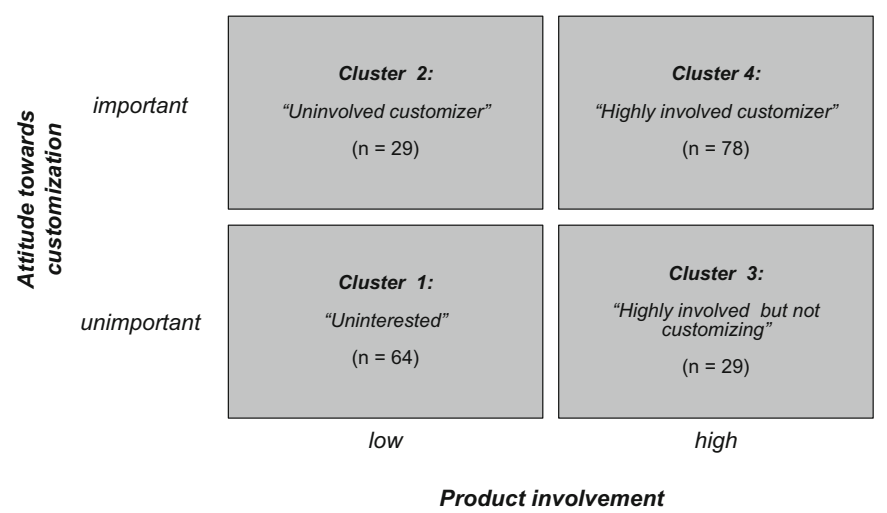 Attitude towards
customization
important
Cluster 2:
“Uninvolved customizer”
(n = 29)
Cluster 4:
“Highly involved customizer”
(n = 78)
unimportant
Cluster 1:
“Uninterested”
(n = 64)
Cluster 3:
“Highly involved but not
customizing”
(n = 29)
low
high
Product involvement